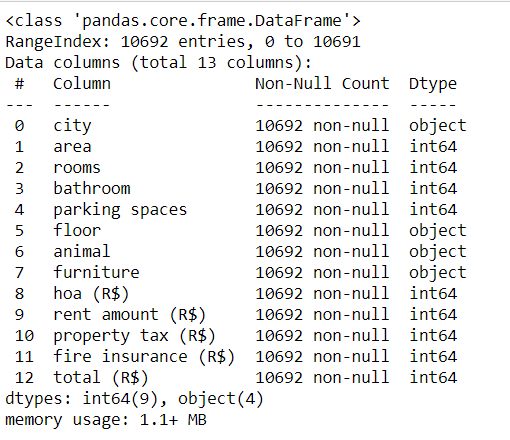 <class 'pandas.core.frame.DataFrame'>
RangeIndex: 10692 entries, 0 to 10691
Data columns (total 13 columns):
 #   Column               Non-Null Count  Dtype
---  ------               --------------  -----
 0   city                 10692 non-null  object
 1   area                 10692 non-null  int64
 2   rooms                10692 non-null  int64
 3   bathroom             10692 non-null  int64
 4   parking spaces       10692 non-null  int64
 5   floor                10692 non-null  object
 6   animal               10692 non-null  object
 7   furniture            10692 non-null  object
 8   hoa (R$)             10692 non-null  int64
 9   rent amount (R$)     10692 non-null  int64
 10  property tax (R$)    10692 non-null  int64
 11  fire insurance (R$)  10692 non-null  int64
 12  total (R$)           10692 non-null  int64
dtypes: int64(9), object(4)
memory usage: 1.1+ MB